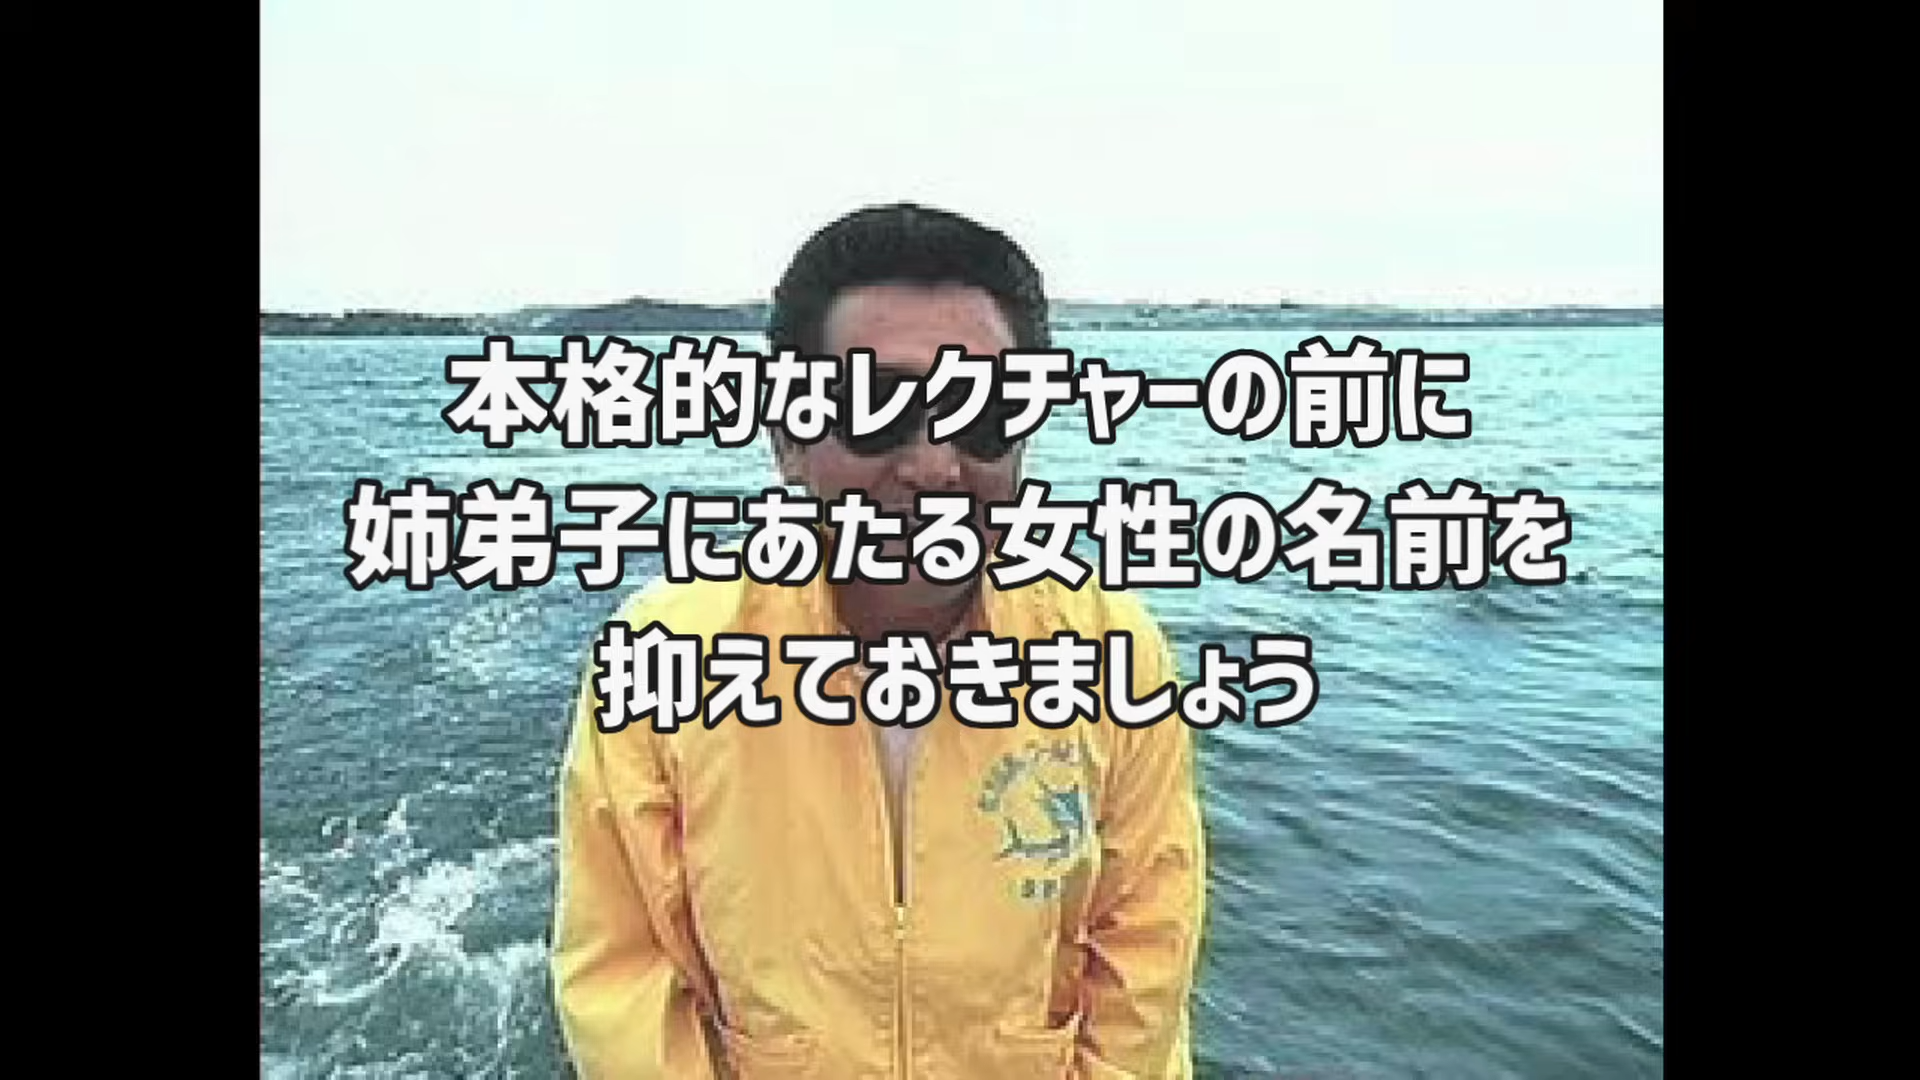 本格的なレクチャーの前に
姉弟子にあたる女性の名前を
抑えておきましょう